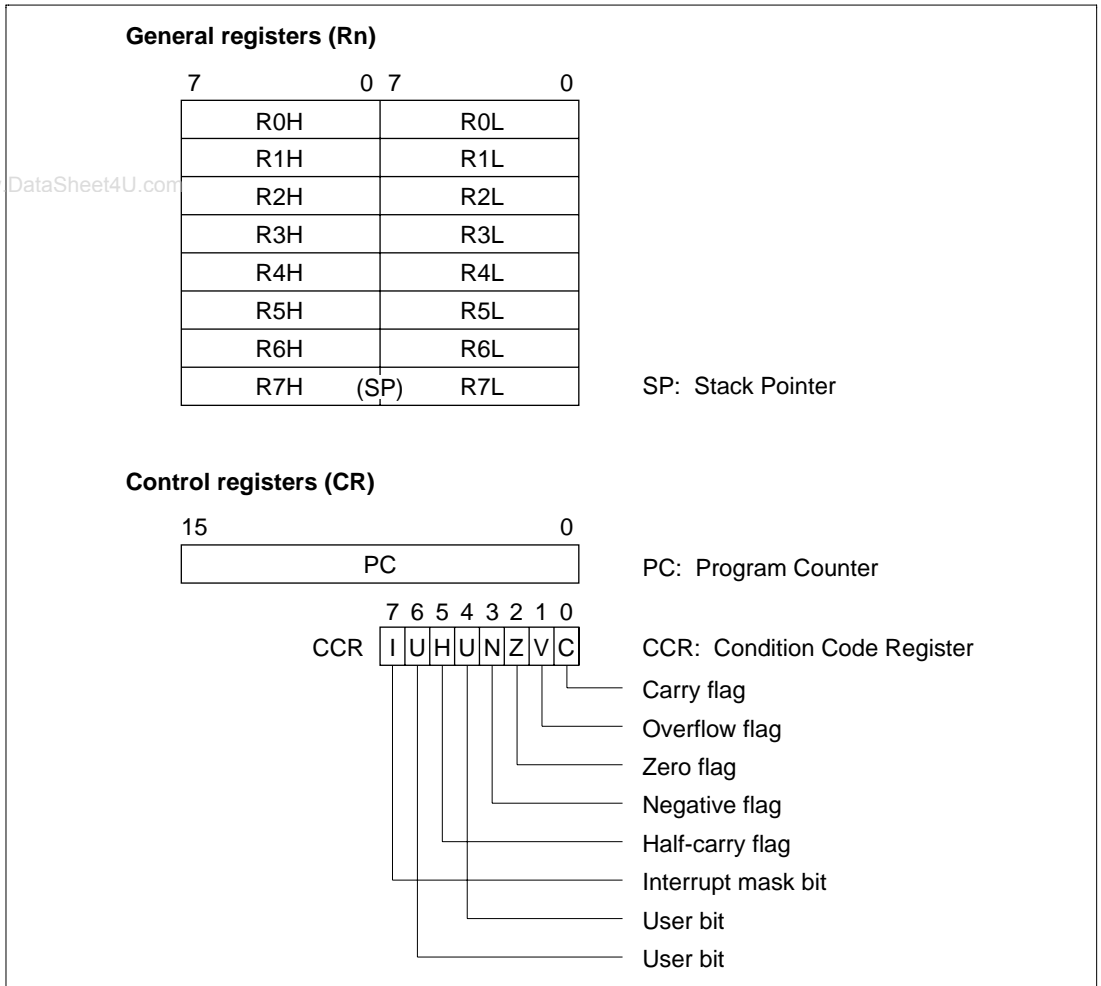 General registers (Rn)
7 0 7 0
R0H R0L
R1H R1L
.DataSheet4U.com
R2H R2L
R3H R3L
R4H R4L
R5H R5L
R6H R6L
R7H (SP) R7L SP: Stack Pointer
Control registers (CR)
15 0
PC PC: Program Counter
7 6 5 4 3 2 1 0
CCR I U H U N Z V C CCR: Condition Code Register
Carry flag
Overflow flag
Zero flag
Negative flag
Half-carry flag
Interrupt mask bit
User bit
User bit